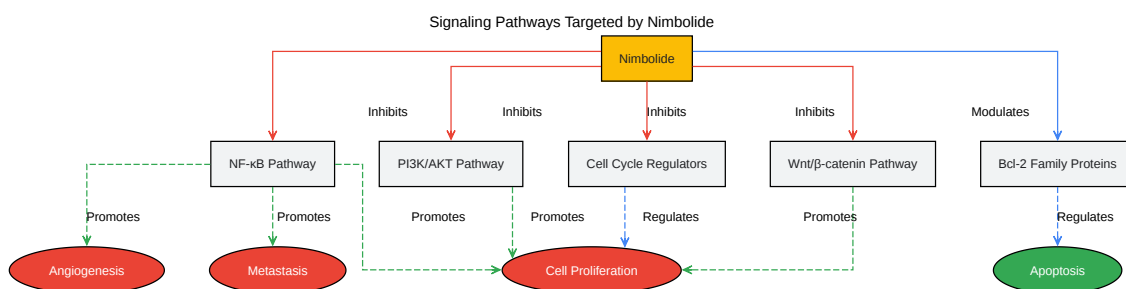 Signaling Pathways Targeted by Nimbolide
Nimbolide
Inhibits
Inhibits
Inhibits
Inhibits
Modulates
NF-κB Pathway
PI3K/AKT Pathway
Cell Cycle Regulators
Wnt/β-catenin Pathway
Bcl-2 Family Proteins
Promotes
Promotes
Promotes
Promotes
Regulates
Promotes
Regulates
Angiogenesis
Metastasis
Cell Proliferation
Apoptosis